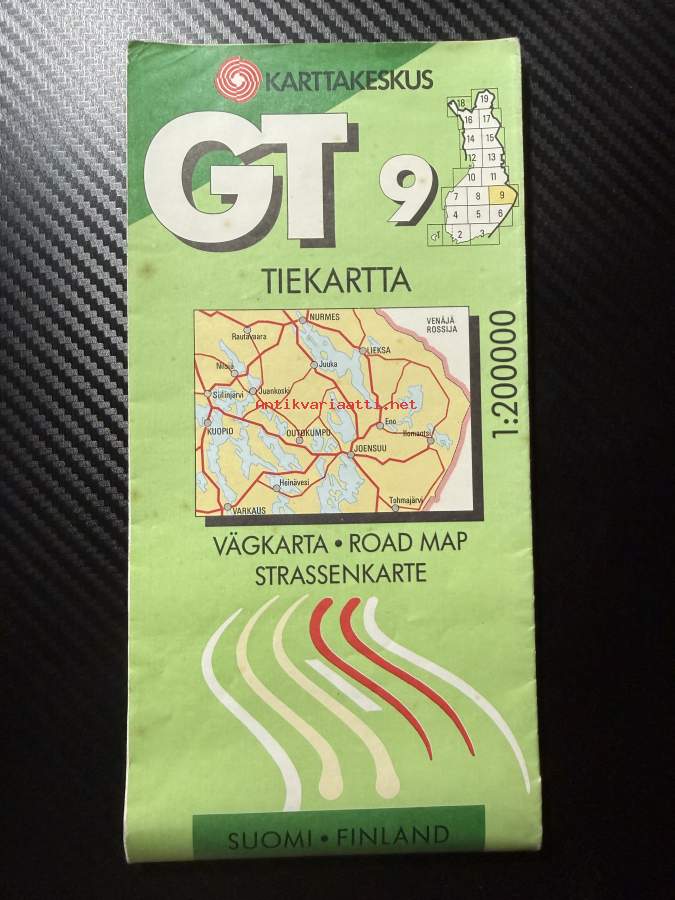 KARTTAKESKUS
GT 9
19
18
16 17
14 15
12 13
10 11
7 8 9
4 5 6
2 3
TIEKARTTA
NURMES
VENÄJÄ
ROSSIJA
Rautavaara
LIEKSA
Juuka
Nilsiä
Juankoski
Siilinjärvi
Antikvariaatti.net
Eno
KUOPIO
OUTOKUMPU
Ilomantsi
JOENSUU
Heinävesi
Tohmajärvi
VARKAUS
1:200000
VÄGKARTA • ROAD MAP
STRASSENKARTE
SUOMI • FINLAND